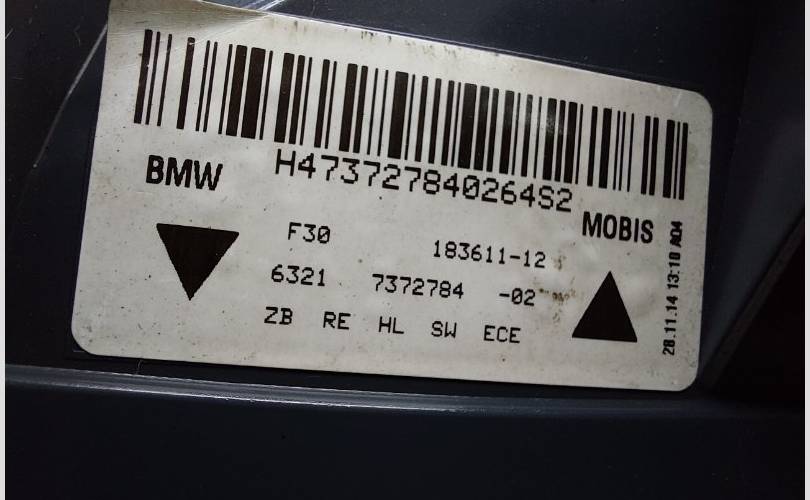 H473727840264S2
BMW
MOBIS
F30
183611-12
6321 7372784 -02
ZB RE HL SW ECE
28.11.14 13:18 A04